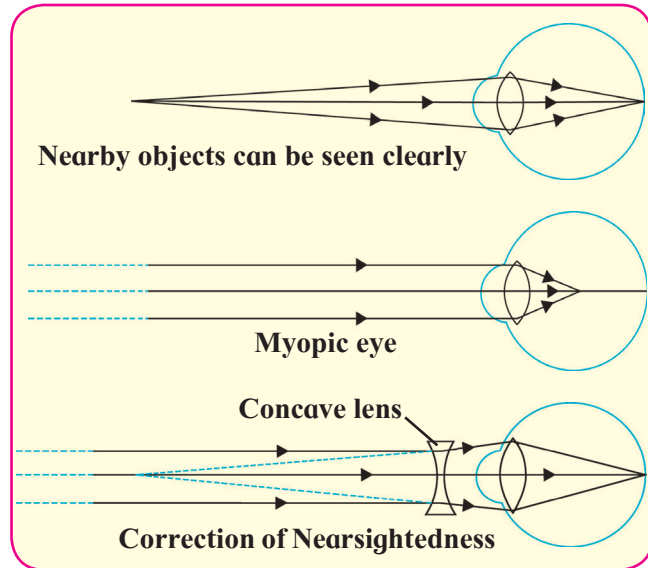 Nearby objects can be seen clearly
Myopic eye
Concave lens
Correction of Nearsightedness